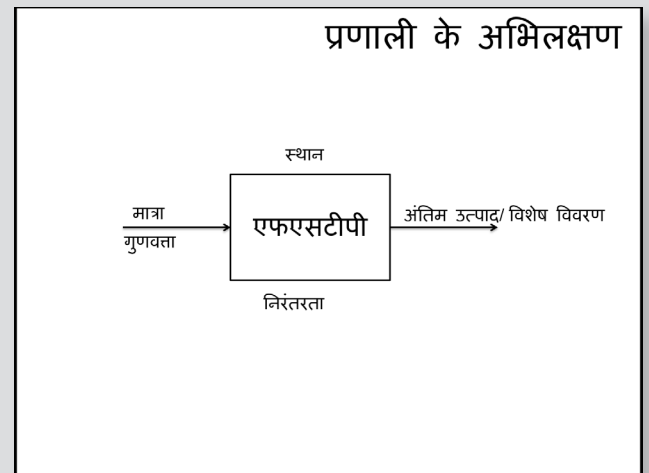 प्रणाली के अभिलक्षण
स्थान
मात्रा
गुणवत्ता
एफएसटीपी
अंतिम उत्पाद/ विशेष विवरण
निरंतरता